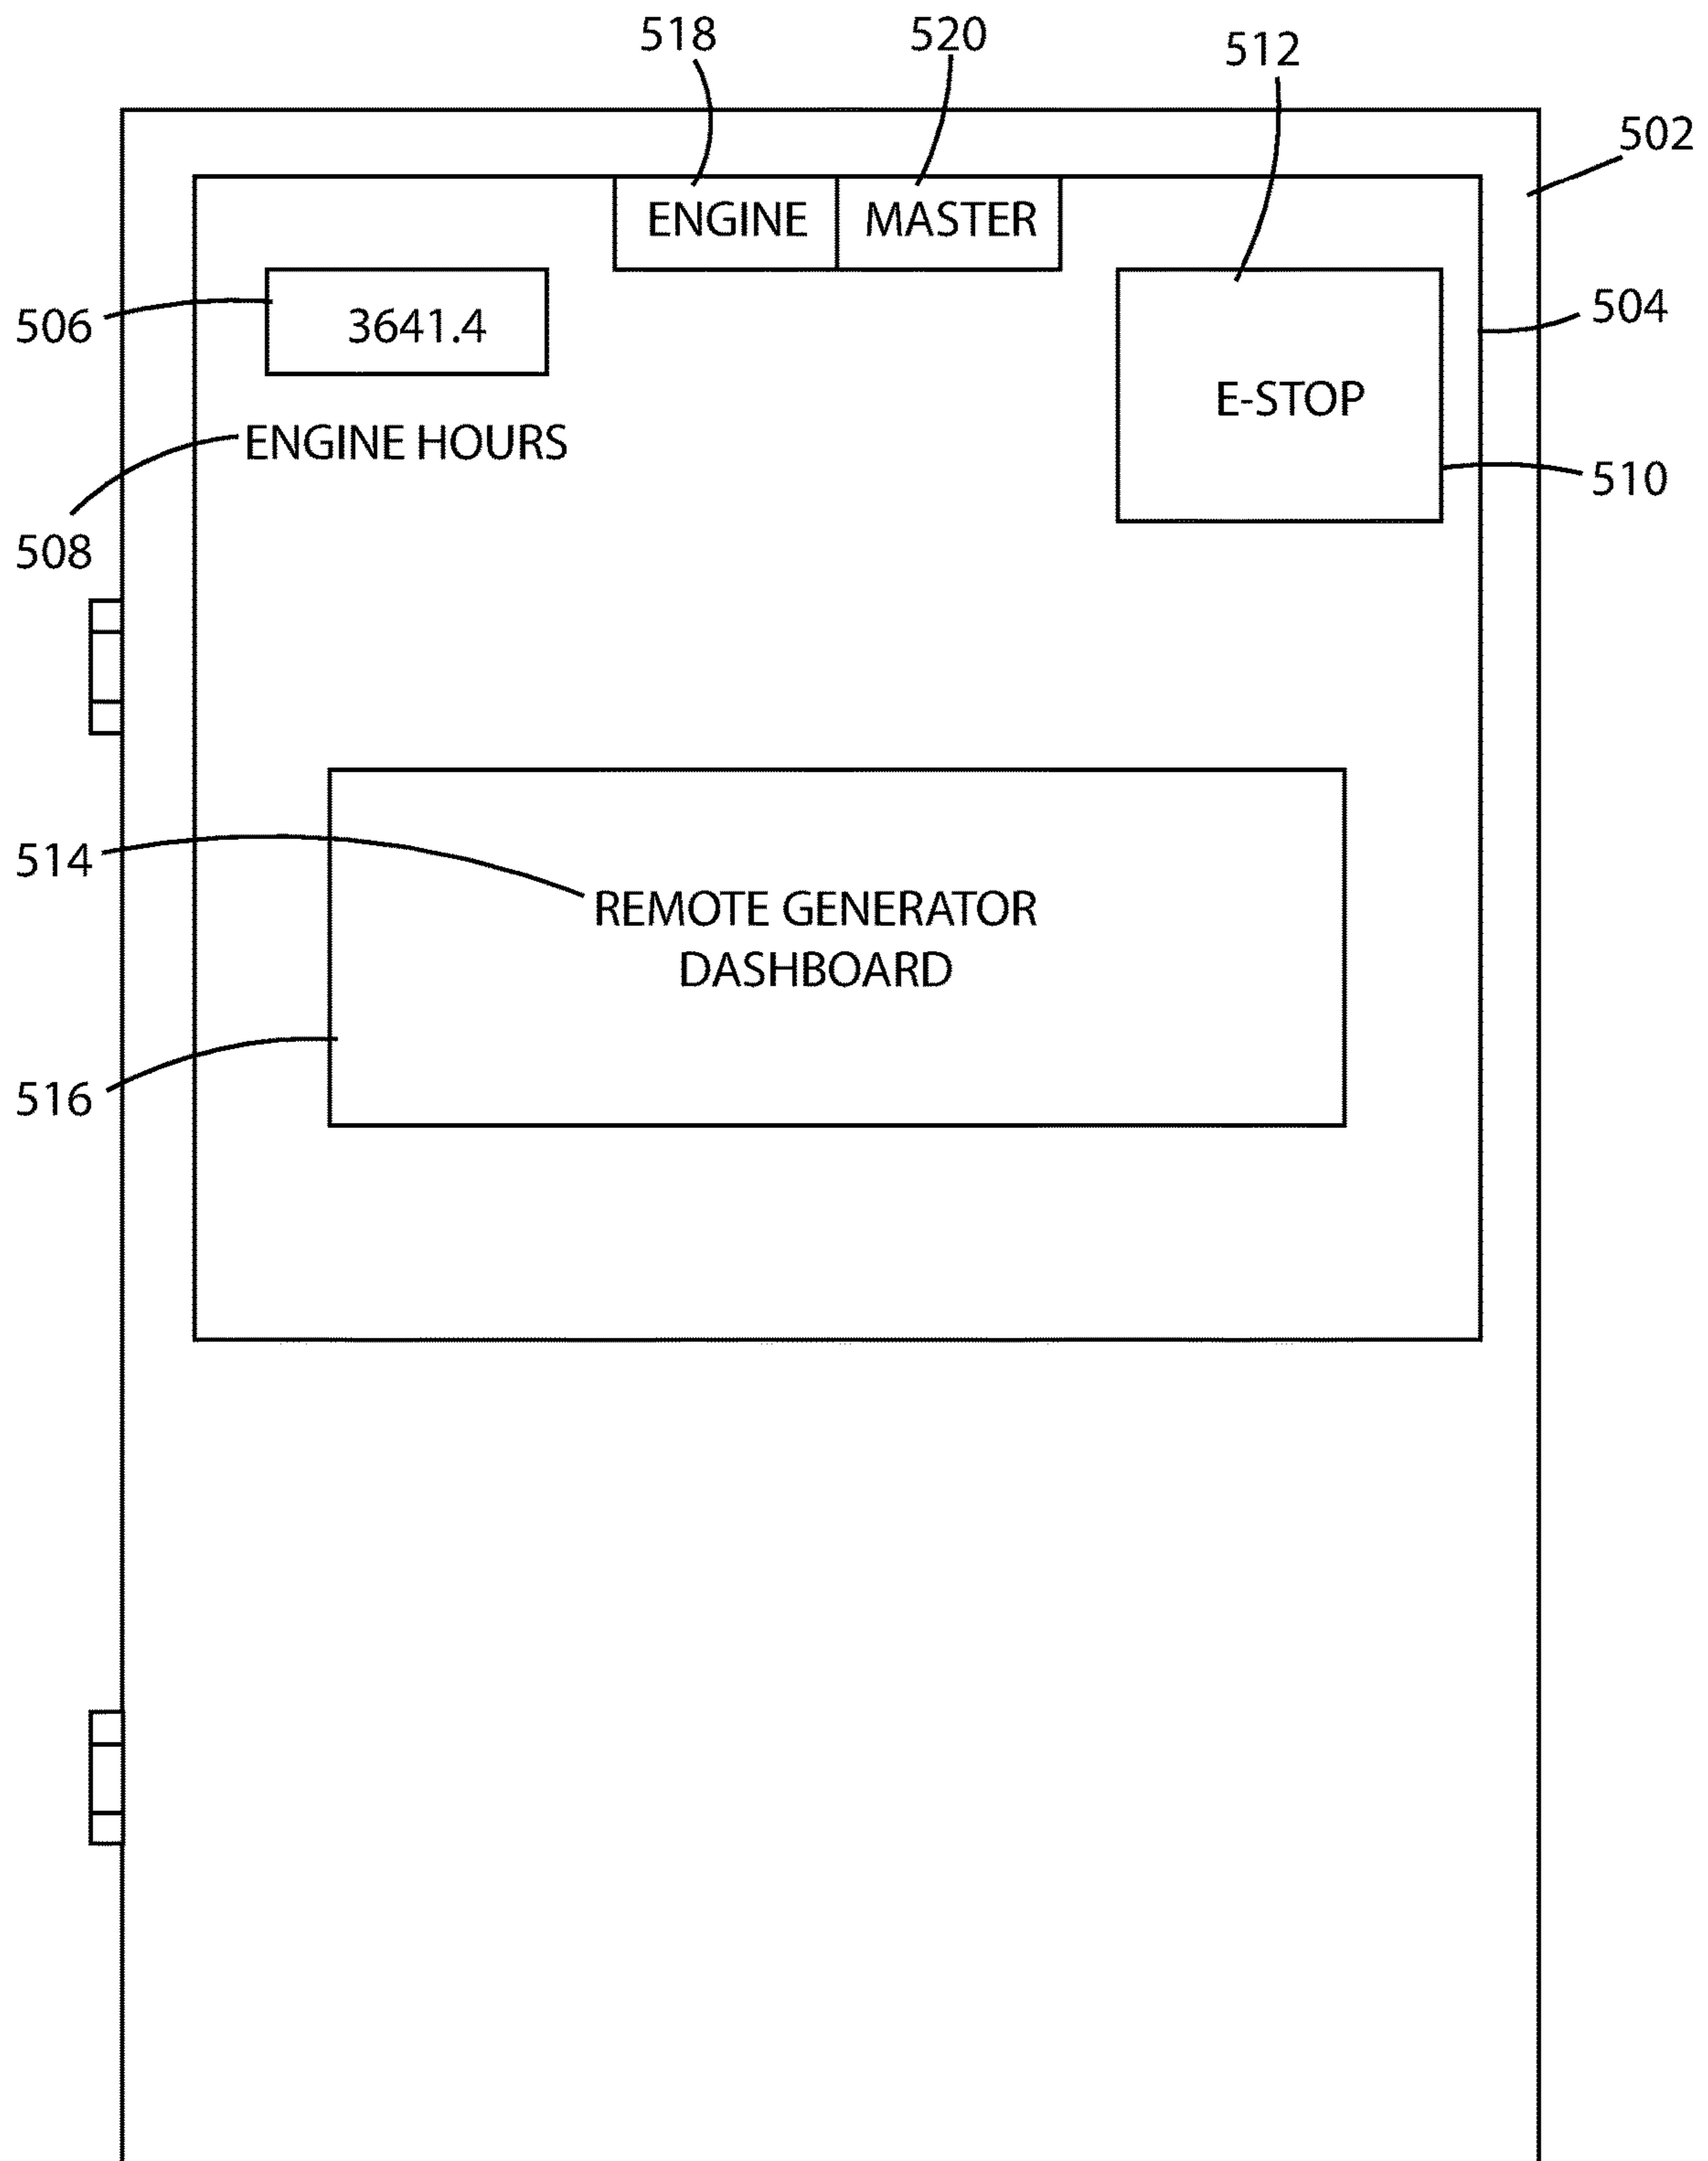 518
520
512
502
ENGINE
MASTER
506
3641.4
504
E-STOP
ENGINE HOURS
510
508
514
REMOTE GENERATOR
DASHBOARD
516